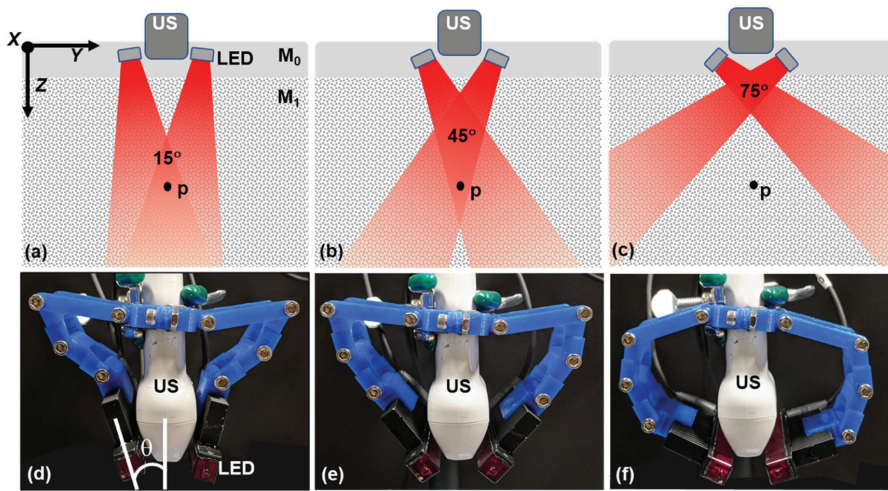 US
X
Y
LED
M₀
Z
M₁
15°
p
(a)
US
45°
p
(b)
US
75°
p
(c)
US
θ
LED
(d)
US
(e)
US
(f)